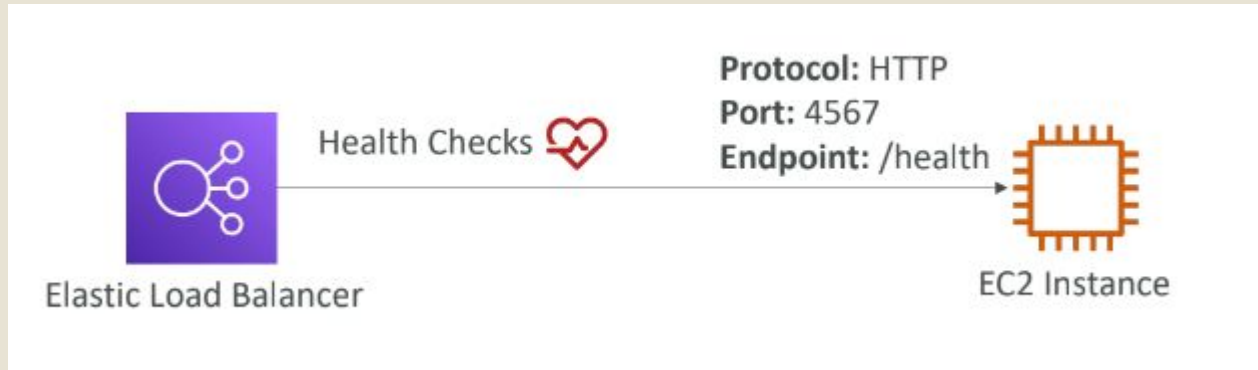 Protocol: HTTP
Port: 4567
Health Checks
Endpoint: /health
Elastic Load Balancer
EC2 Instance